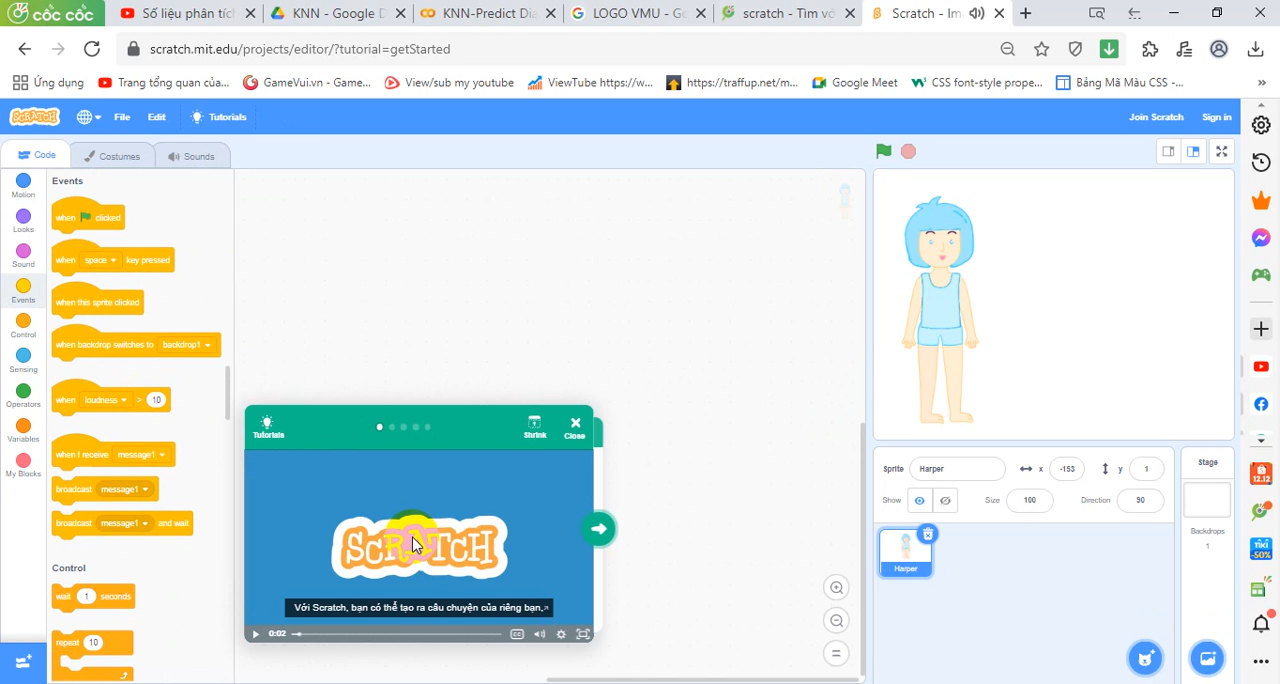 CỐC CỐC
Số liệu phân tích
KNN - Google D
KNN-Predict Dia
LOGO VMU - Go
scratch - Tìm vớ
Scratch - Im
scratch.mit.edu/projects/editor/?tutorial=getStarted
Ứng dụng
Trang tổng quan của...
GameVui.vn - Game...
View/sub my youtube
ViewTube https://w...
https://traffup.net/m...
Google Meet
CSS font-style prope...
Bảng Mã Màu CSS -...
»
SCRATCH
File
Edit
Tutorials
Join Scratch
Sign in
Code
Costumes
Sounds
Motion
Looks
Sound
Events
Control
Sensing
Operators
Variables
My Blocks
Events
when clicked
when space key pressed
when this sprite clicked
when backdrop switches to backdrop1
when loudness > 10
when I receive message1
broadcast message1
broadcast message1 and wait
Control
wait 1 seconds
repeat 10
Tutorials
Shrink
Close
SCRATCH
Với Scratch, bạn có thể tạo ra câu chuyện của riêng bạn,
0:02
CC
Sprite
Harper
x
-153
y
1
Show
Size
100
Direction
90
Harper
Stage
Backdrops
1
12.12
TIKI
-50%